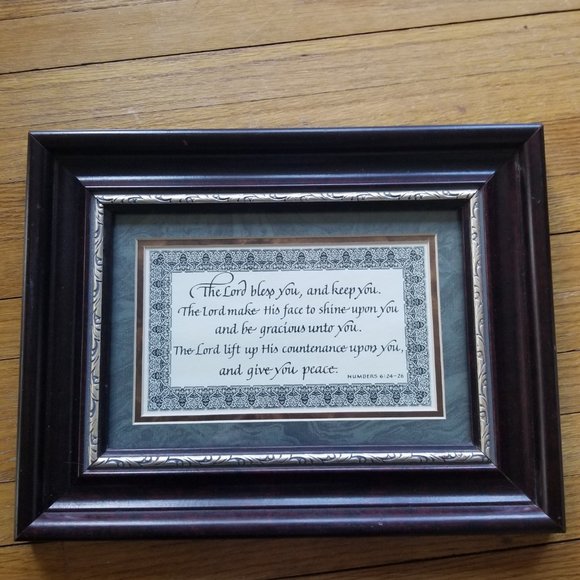 The Lord bless you, and keep you.
The Lord make His face to shine upon you
and be gracious unto you.
The Lord lift up His countenance upon you,
and give you peace.
NUMBERS 6:24-26